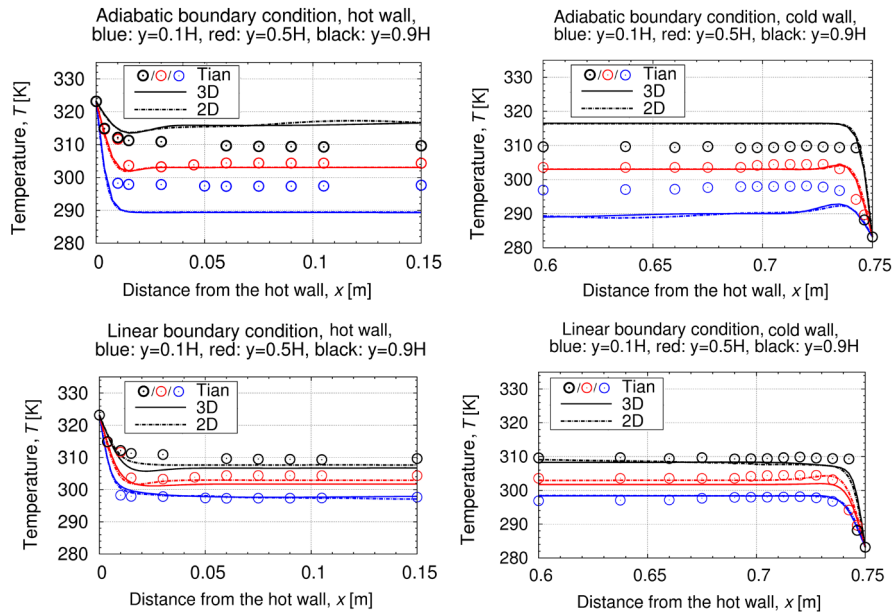 Adiabatic boundary condition, hot wall,
blue: y=0.1H, red: y=0.5H, black: y=0.9H
330
320
310
300
290
280
Temperature, T [K]
Tian
3D
2D
0 0.05 0.1 0.15
Distance from the hot wall, x [m]
Adiabatic boundary condition, cold wall,
blue: y=0.1H, red: y=0.5H, black: y=0.9H
330
320
310
300
290
280
Temperature, T [K]
Tian
3D
2D
0.6 0.65 0.7 0.75
Distance from the hot wall, x [m]
Linear boundary condition, hot wall,
blue: y=0.1H, red: y=0.5H, black: y=0.9H
330
320
310
300
290
280
Temperature, T [K]
Tian
3D
2D
0 0.05 0.1 0.15
Distance from the hot wall, x [m]
Linear boundary condition, cold wall,
blue: y=0.1H, red: y=0.5H, black: y=0.9H
330
320
310
300
290
280
Temperature, T [K]
Tian
3D
2D
0.6 0.65 0.7 0.75
Distance from the hot wall, x [m]